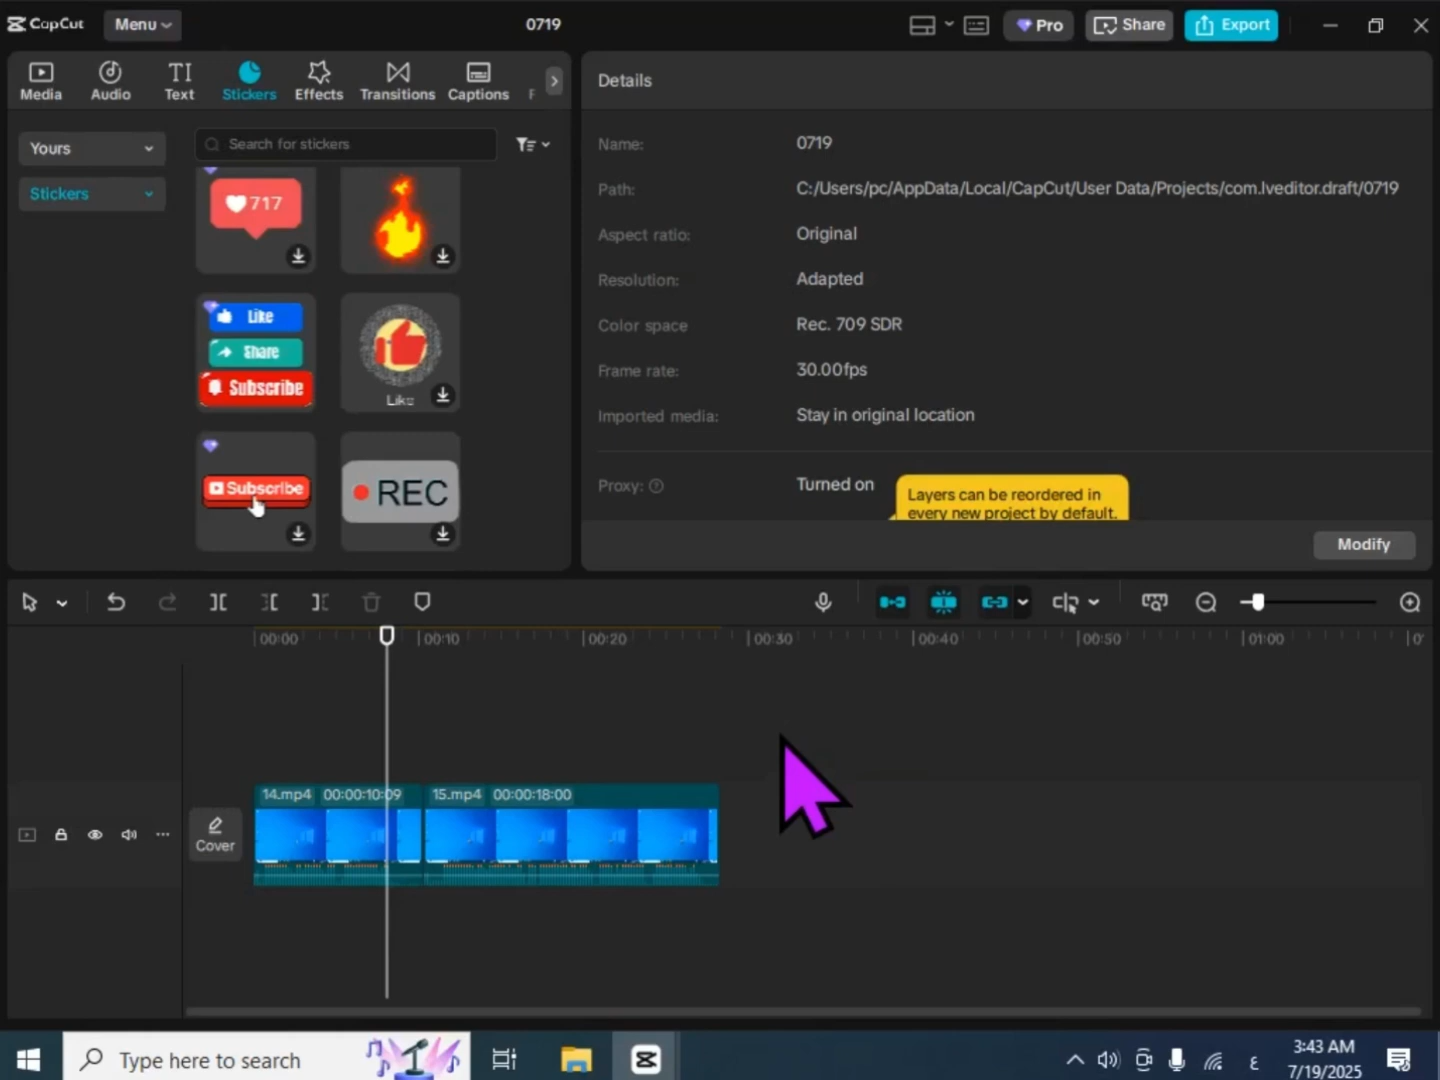 CapCut
Menu
0719
Pro
Share
Export
Media
Audio
TI
Text
Stickers
Effects
Transitions
Captions
F
Details
Yours
Search for stickers
Stickers
717
Like
Share
Subscribe
Like
Subscribe
REC
Name:
0719
Path:
C:/Users/pc/AppData/Local/CapCut/User Data/Projects/com.lveditor.draft/0719
Aspect ratio:
Original
Resolution:
Adapted
Color space
Rec. 709 SDR
Frame rate:
30.00fps
Imported media:
Stay in original location
Proxy:
Turned on
Layers can be reordered in
every new project by default.
Modify
00:00
00:10
00:20
00:30
00:40
00:50
01:00
14.mp4 00:00:10:09
15.mp4 00:00:18:00
Cover
Type here to search
ع
3:43 AM
7/19/2025